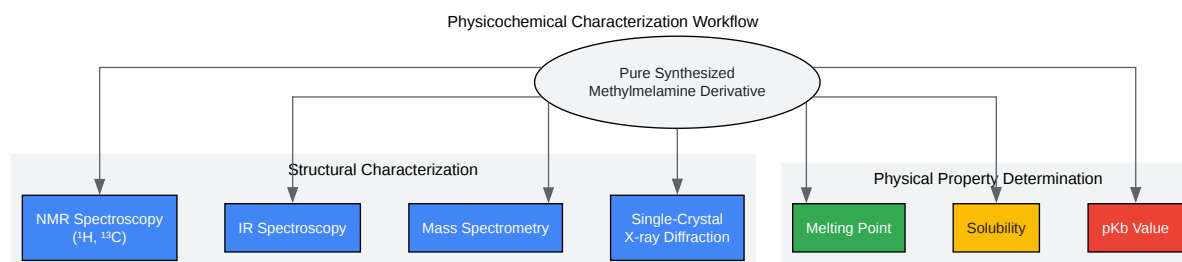 Physicochemical Characterization Workflow
Pure Synthesized
Methylmelamine Derivative
Structural Characterization
Physical Property Determination
NMR Spectroscopy
(¹H, ¹³C)
IR Spectroscopy
Mass Spectrometry
Single-Crystal
X-ray Diffraction
Melting Point
Solubility
pKb Value